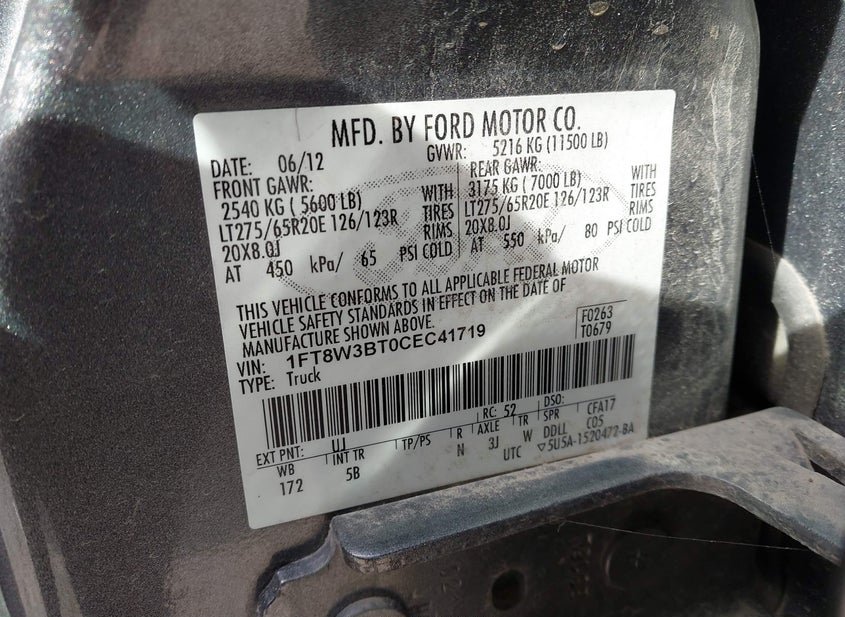 MFD. BY FORD MOTOR CO.
DATE: 06/12 GVWR: 5216 KG (11500 LB)
FRONT GAWR: REAR GAWR:
2540 KG ( 5600 LB) WITH 3175 KG ( 7000 LB) WITH
LT275/65R20E 126/123R TIRES LT275/65R20E 126/123R TIRES
20X8.0J RIMS 20X8.0J RIMS
AT 450 kPa/ 65 PSI COLD AT 550 kPa/ 80 PSI COLD
THIS VEHICLE CONFORMS TO ALL APPLICABLE FEDERAL MOTOR
VEHICLE SAFETY STANDARDS IN EFFECT ON THE DATE OF
MANUFACTURE SHOWN ABOVE.
F0263
VIN: 1FT8W3BT0CEC41719 T0679
TYPE: Truck
EXT PNT: UJ RC: 52 DSO:
WB INT TR TP/PS R AXLE TR SPR CFA17
172 5B N 3J W DDLL C05
UTC ▽5U5A-1520472-BA